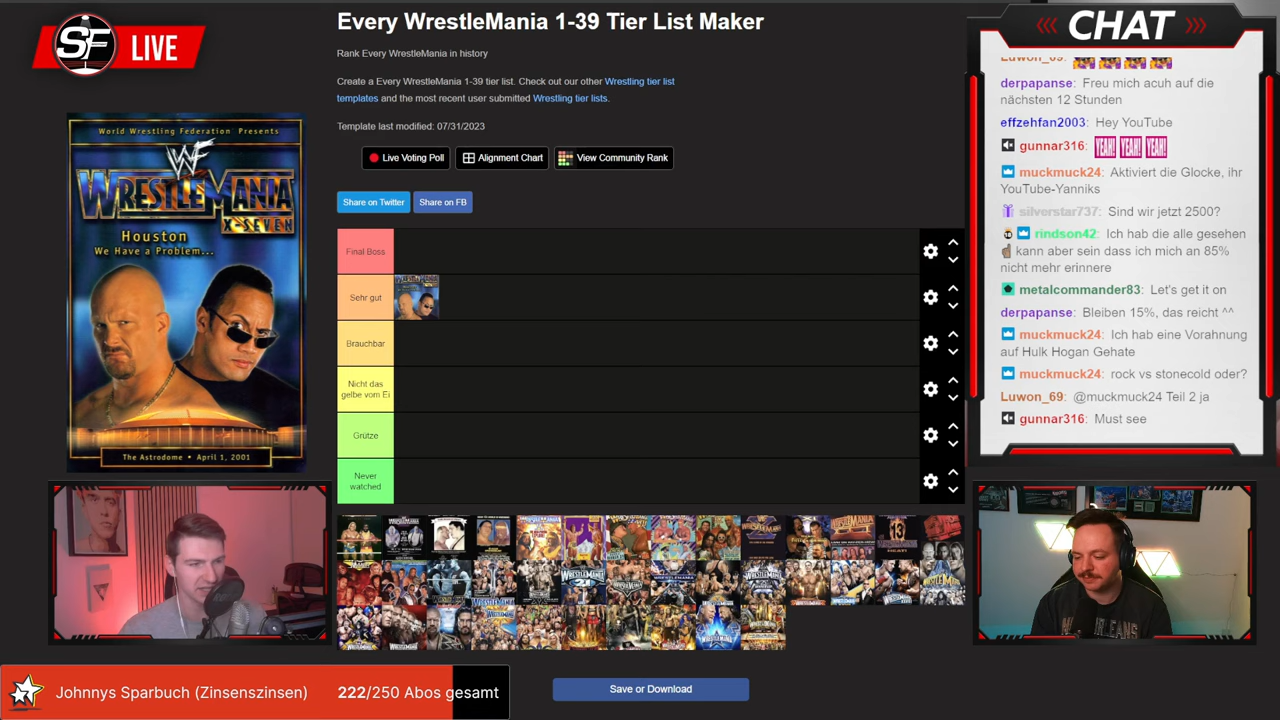 SF LIVE
Every WrestleMania 1-39 Tier List Maker
Rank Every WrestleMania in history
Create a Every WrestleMania 1-39 tier list. Check out our other Wrestling tier list
templates and the most recent user submitted Wrestling tier lists.
Template last modified: 07/31/2023
Live Voting Poll
Alignment Chart
View Community Rank
Share on Twitter
Share on FB
World Wrestling Federation Presents
WF
WRESTLEMANIA
X-SEVEN
Houston
We Have a Problem...
The Astrodome • April 1, 2001
Final Boss
Sehr gut
Brauchbar
Nicht das
gelbe vom Ei
Grütze
Never
watched
Save or Download
Johnnys Sparbuch (Zinsenszinsen)
222/250 Abos gesamt
CHAT
Luwon_69:
derpapanse: Freu mich acuh auf die
nächsten 12 Stunden
effzehfan2003: Hey YouTube
gunnar316: YEAH! YEAH! YEAH!
muckmuck24: Aktiviert die Glocke, ihr
YouTube-Yanniks
silverstar737: Sind wir jetzt 2500?
rindson42: Ich hab die alle gesehen
kann aber sein dass ich mich an 85%
nicht mehr erinnere
metalcommander83: Let's get it on
derpapanse: Bleiben 15%, das reicht ^^
muckmuck24: Ich hab eine Vorahnung
auf Hulk Hogan Gehate
muckmuck24: rock vs stonecold oder?
Luwon_69: @muckmuck24 Teil 2 ja
gunnar316: Must see